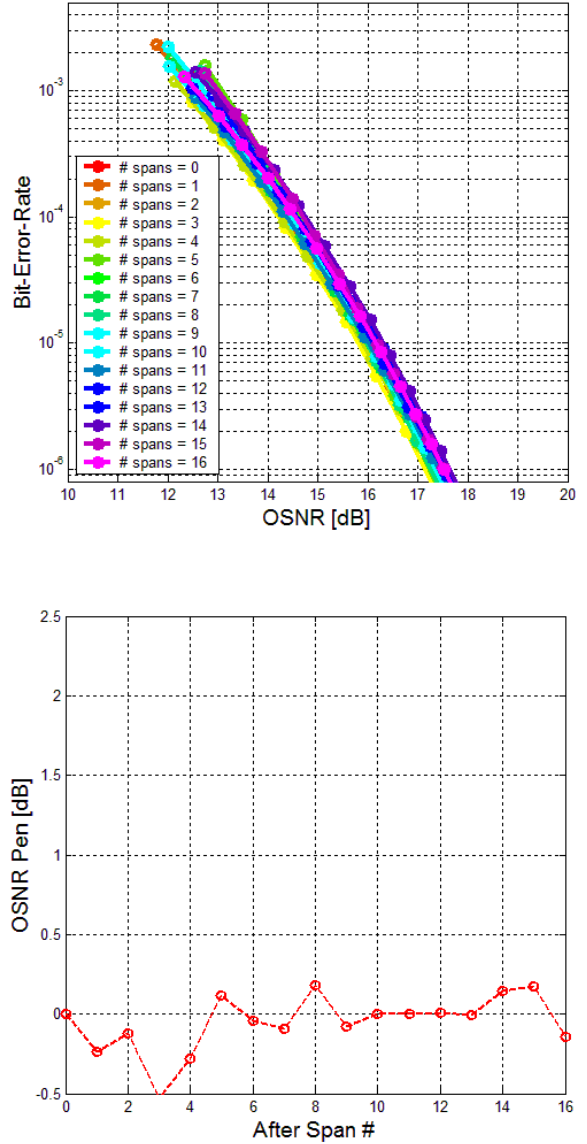 10^-3
10^-4
10^-5
10^-6
Bit-Error-Rate
# spans = 0
# spans = 1
# spans = 2
# spans = 3
# spans = 4
# spans = 5
# spans = 6
# spans = 7
# spans = 8
# spans = 9
# spans = 10
# spans = 11
# spans = 12
# spans = 13
# spans = 14
# spans = 15
# spans = 16
10 11 12 13 14 15 16 17 18 19 20
OSNR [dB]
2.5
2
1.5
1
0.5
0
-0.5
OSNR Pen [dB]
0 2 4 6 8 10 12 14 16
After Span #